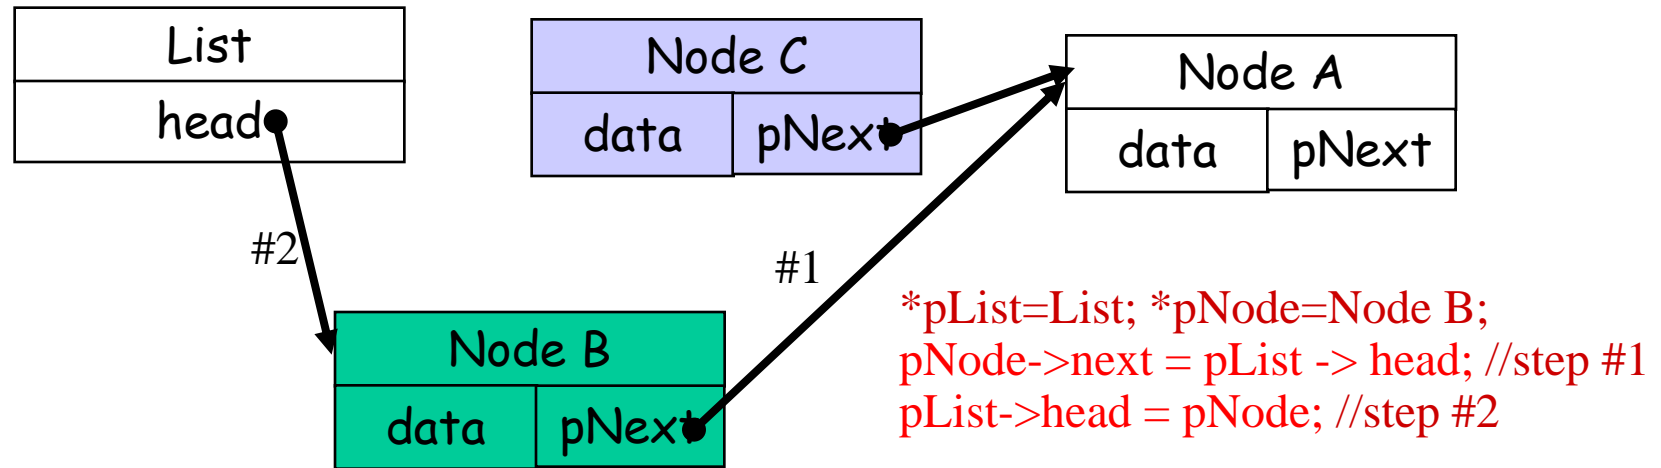 List
head
Node C
data pNext
Node A
data pNext
#2
#1
Node B
data pNext
*pList=List; *pNode=Node B;
pNode->next = pList -> head; //step #1
pList->head = pNode; //step #2